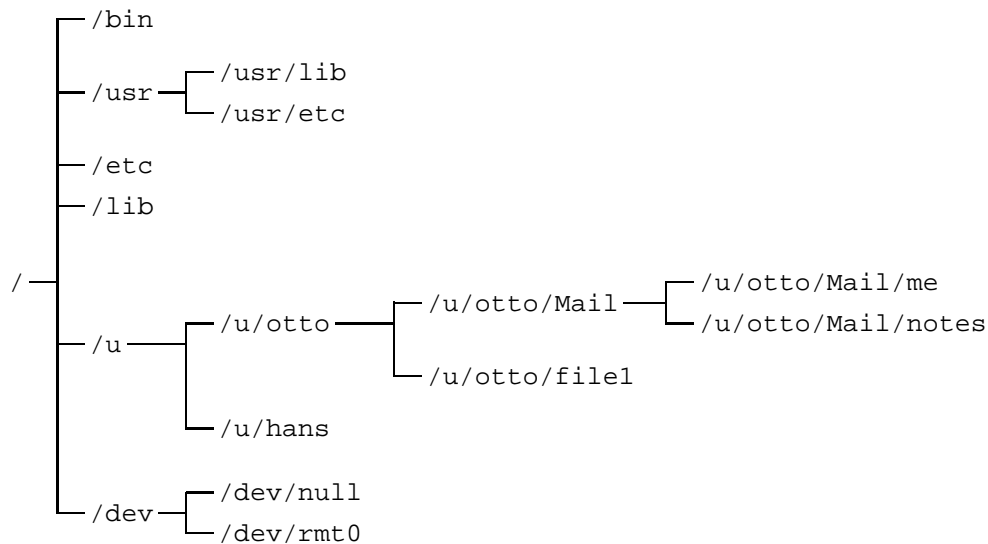 /bin
/usr/lib
/usr
/usr/etc
/etc
/lib
/
/u/otto/Mail/me
/u/otto/Mail
/u/otto
/u/otto/Mail/notes
/u
/u/otto/file1
/u/hans
/dev/null
/dev
/dev/rmt0